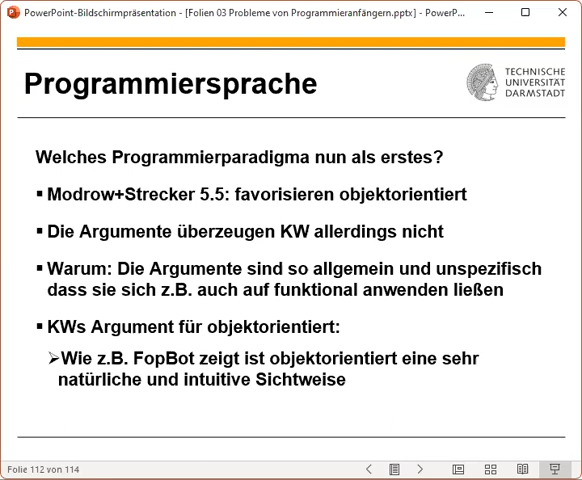 PowerPoint-Bildschirmpräsentation - [Folien 03 Probleme von Programmieranfängern.pptx] - PowerP...
Programmiersprache
TECHNISCHE
UNIVERSITÄT
DARMSTADT
Welches Programmierparadigma nun als erstes?
▪ Modrow+Strecker 5.5: favorisieren objektorientiert
▪ Die Argumente überzeugen KW allerdings nicht
▪ Warum: Die Argumente sind so allgemein und unspezifisch
dass sie sich z.B. auch auf funktional anwenden ließen
▪ KWs Argument für objektorientiert:
➢Wie z.B. FopBot zeigt ist objektorientiert eine sehr
natürliche und intuitive Sichtweise
Folie 112 von 114